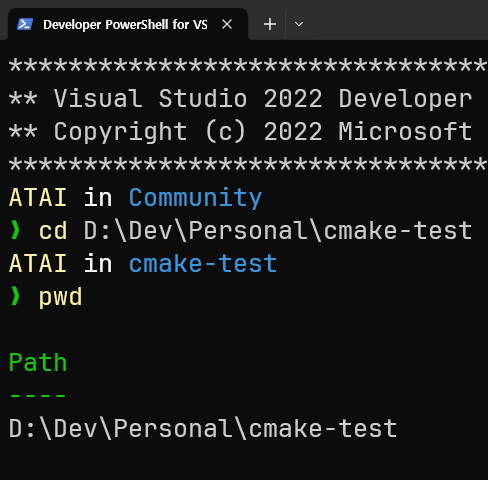 Developer PowerShell for VS
*********************************
** Visual Studio 2022 Developer
** Copyright (c) 2022 Microsoft
*********************************
ATAI in Community
❯ cd D:\Dev\Personal\cmake-test
ATAI in cmake-test
❯ pwd
Path
----
D:\Dev\Personal\cmake-test